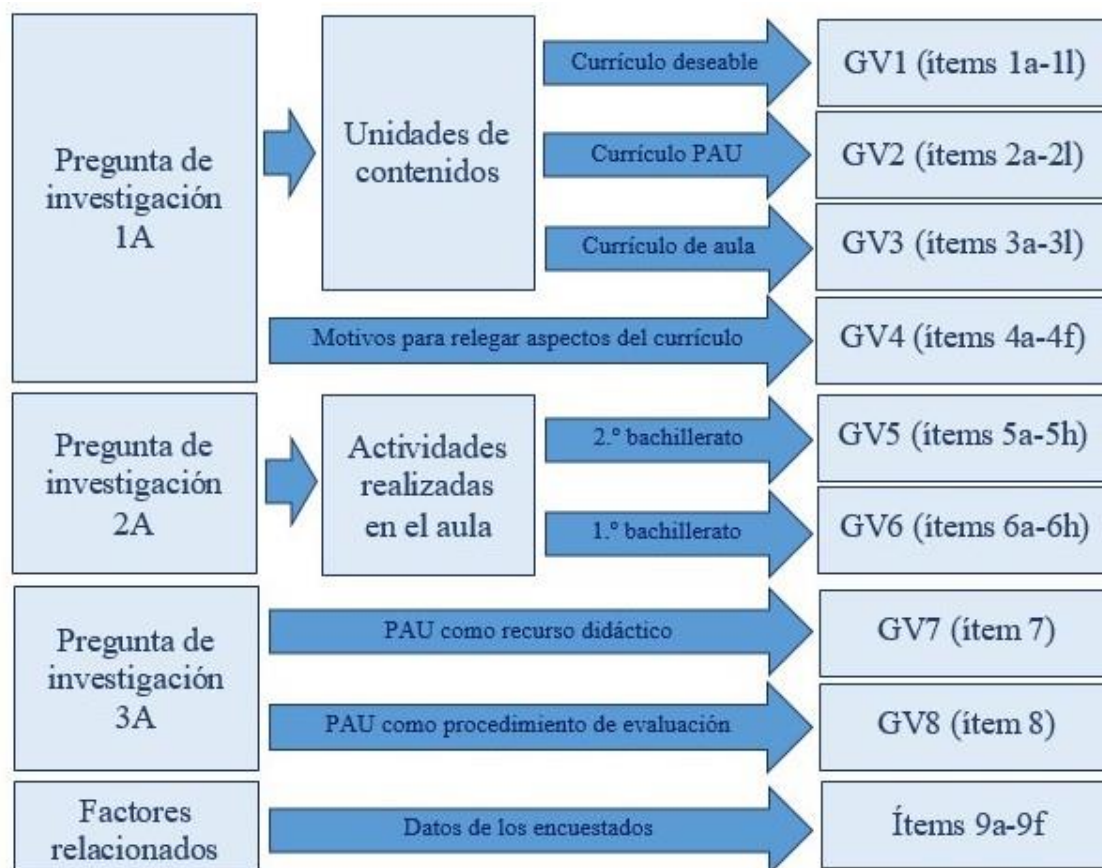 Pregunta de
investigación
1A
Unidades de
contenidos
Currículo deseable
GV1 (ítems 1a-1l)
Currículo PAU
GV2 (ítems 2a-2l)
Currículo de aula
GV3 (ítems 3a-3l)
Motivos para relegar aspectos del currículo
GV4 (ítems 4a-4f)
Pregunta de
investigación
2A
Actividades
realizadas
en el aula
2.º bachillerato
GV5 (ítems 5a-5h)
1.º bachillerato
GV6 (ítems 6a-6h)
Pregunta de
investigación
3A
PAU como recurso didáctico
GV7 (ítem 7)
PAU como procedimiento de evaluación
GV8 (ítem 8)
Factores
relacionados
Datos de los encuestados
Ítems 9a-9f